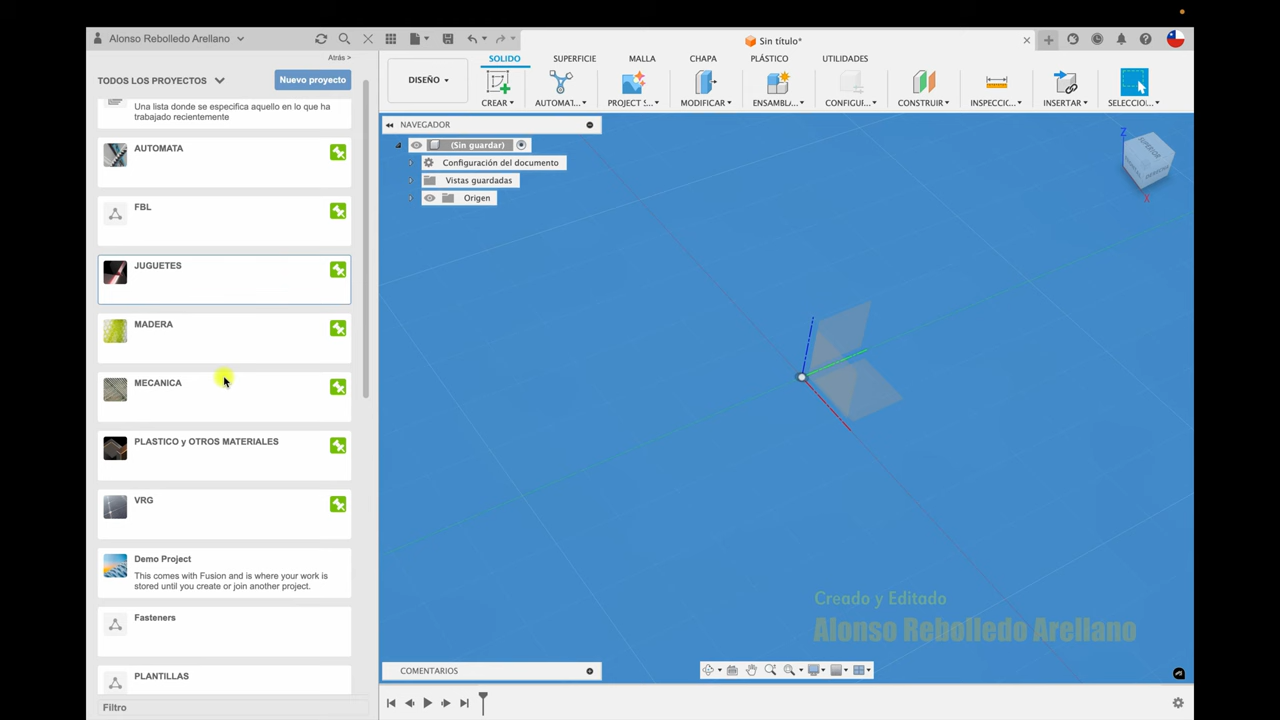 Alonso Rebolledo Arellano
Sin título*
Atrás >
TODOS LOS PROYECTOS
Nuevo proyecto
Una lista donde se especifica aquello en lo que ha
trabajado recientemente
AUTOMATA
FBL
JUGUETES
MADERA
MECANICA
PLASTICO y OTROS MATERIALES
VRG
Demo Project
This comes with Fusion and is where your work is
stored until you create or join another project.
Fasteners
PLANTILLAS
Filtro
DISEÑO
SOLIDO
SUPERFICIE
MALLA
CHAPA
PLÁSTICO
UTILIDADES
CREAR
AUTOMAT...
PROJECT !...
MODIFICAR
ENSAMBL...
CONFIGUI...
CONSTRUIR
INSPECCIC...
INSERTAR
SELECCIO...
NAVEGADOR
(Sin guardar)
Configuración del documento
Vistas guardadas
Origen
Z
SUPERIOR
X
Creado y Editado
Alonso Rebolledo Arellano
COMENTARIOS